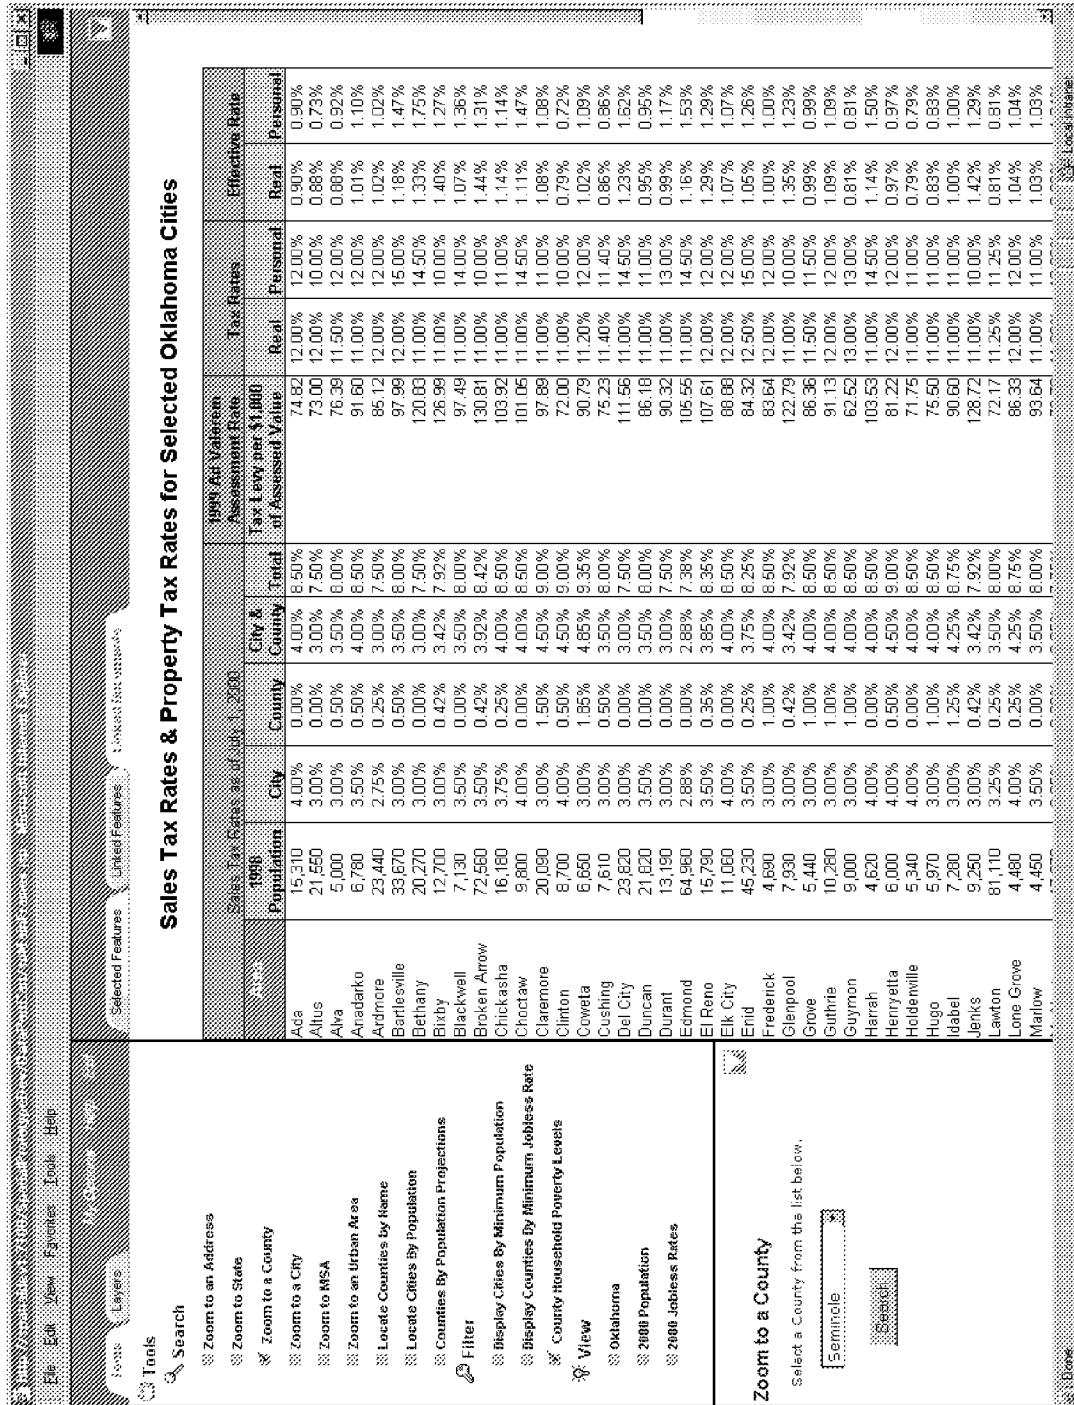 File Edit View Favorites Tools Help
Tools Layers
Selected Features Linked Features
Tools
Search
Zoom to an Address
Zoom to State
Zoom to a County
Zoom to a City
Zoom to MSA
Zoom to an Urban Area
Locate Counties by Name
Locate Cities By Population
Counties By Population Projections
Filter
Display Cities By Minimum Population
Display Counties By Minimum Jobless Rate
County Household Poverty Levels
View
Oklahoma
2000 Population
2000 Jobless Rates
Zoom to a County
Select a County from the list below.
Seminole
Search
Sales Tax Rates & Property Tax Rates for Selected Oklahoma Cities
Sales Tax Rates as of July 1, 2000 1999 Ad Valorem Assessment Rate Tax Rates Effective Rate
1998 Population City County City & County Total Tax Levy per $1,000 of Assessed Value Real Personal Real Personal
Ada 15,310 4.00% 0.00% 4.00% 8.50% 74.82 12.00% 12.00% 0.90% 0.90%
Altus 21,550 3.00% 0.00% 3.00% 7.50% 73.00 12.00% 10.00% 0.88% 0.73%
Alva 5,000 3.00% 0.50% 3.50% 8.00% 76.39 11.50% 12.00% 0.88% 0.92%
Anadarko 6,780 3.50% 0.50% 4.00% 8.50% 91.60 11.00% 12.00% 1.01% 1.10%
Ardmore 23,440 2.75% 0.25% 3.00% 7.50% 85.12 12.00% 12.00% 1.02% 1.02%
Bartlesville 33,670 3.00% 0.50% 3.50% 8.00% 97.99 12.00% 15.00% 1.18% 1.47%
Bethany 20,270 3.00% 0.00% 3.00% 7.50% 120.83 11.00% 14.50% 1.33% 1.75%
Bixby 12,700 3.00% 0.42% 3.42% 7.92% 126.99 11.00% 10.00% 1.40% 1.27%
Blackwell 7,130 3.50% 0.00% 3.50% 8.00% 97.49 11.00% 14.00% 1.07% 1.36%
Broken Arrow 72,560 3.50% 0.42% 3.92% 8.42% 130.81 11.00% 10.00% 1.44% 1.31%
Chickasha 16,180 3.75% 0.25% 4.00% 8.50% 103.92 11.00% 11.00% 1.14% 1.14%
Choctaw 9,800 4.00% 0.00% 4.00% 8.50% 101.05 11.00% 14.50% 1.11% 1.47%
Claremore 20,090 3.00% 1.50% 4.50% 9.00% 97.89 11.00% 11.00% 1.08% 1.08%
Clinton 8,700 4.00% 0.50% 4.50% 9.00% 72.00 11.00% 10.00% 0.79% 0.72%
Coweta 6,650 3.00% 1.85% 4.85% 9.35% 90.79 11.20% 12.00% 1.02% 1.09%
Cushing 7,610 3.00% 0.50% 3.50% 8.00% 75.23 11.40% 11.40% 0.86% 0.86%
Del City 23,820 3.00% 0.00% 3.00% 7.50% 111.56 11.00% 14.50% 1.23% 1.62%
Duncan 21,820 3.50% 0.00% 3.50% 8.00% 86.18 11.00% 11.00% 0.95% 0.95%
Durant 13,190 3.00% 0.00% 3.00% 7.50% 90.32 11.00% 13.00% 0.99% 1.17%
Edmond 64,960 2.88% 0.00% 2.88% 7.38% 105.55 11.00% 14.50% 1.16% 1.53%
El Reno 15,790 3.50% 0.35% 3.85% 8.35% 107.61 12.00% 12.00% 1.29% 1.29%
Elk City 11,060 4.00% 0.00% 4.00% 8.50% 88.88 12.00% 12.00% 1.07% 1.07%
Enid 45,230 3.50% 0.25% 3.75% 8.25% 84.32 12.50% 15.00% 1.05% 1.26%
Frederick 4,690 3.00% 1.00% 4.00% 8.50% 83.64 12.00% 12.00% 1.00% 1.00%
Glenpool 7,930 3.00% 0.42% 3.42% 7.92% 122.79 11.00% 10.00% 1.35% 1.23%
Grove 5,440 3.00% 1.00% 4.00% 8.50% 86.36 11.50% 11.50% 0.99% 0.99%
Guthrie 10,280 3.00% 1.00% 4.00% 8.50% 91.13 12.00% 12.00% 1.09% 1.09%
Guymon 9,000 3.00% 1.00% 4.00% 8.50% 62.52 13.00% 13.00% 0.81% 0.81%
Harrah 4,620 4.00% 0.00% 4.00% 8.50% 103.53 11.00% 14.50% 1.14% 1.50%
Henryetta 6,000 4.00% 0.50% 4.50% 9.00% 81.22 12.00% 12.00% 0.97% 0.97%
Holdenville 5,340 4.00% 0.00% 4.00% 8.50% 71.75 11.00% 11.00% 0.79% 0.79%
Hugo 5,970 3.00% 1.00% 4.00% 8.50% 75.50 11.00% 11.00% 0.83% 0.83%
Idabel 7,280 3.00% 1.25% 4.25% 8.75% 90.60 11.00% 11.00% 1.00% 1.00%
Jenks 9,250 3.00% 0.42% 3.42% 7.92% 128.72 11.00% 10.00% 1.42% 1.29%
Lawton 81,110 3.25% 0.25% 3.50% 8.00% 72.17 11.25% 11.25% 0.81% 0.81%
Lone Grove 4,480 4.00% 0.25% 4.25% 8.75% 86.33 12.00% 12.00% 1.04% 1.04%
Marlow 4,450 3.50% 0.00% 3.50% 8.00% 93.64 11.00% 11.00% 1.03% 1.03%
Done Local intranet